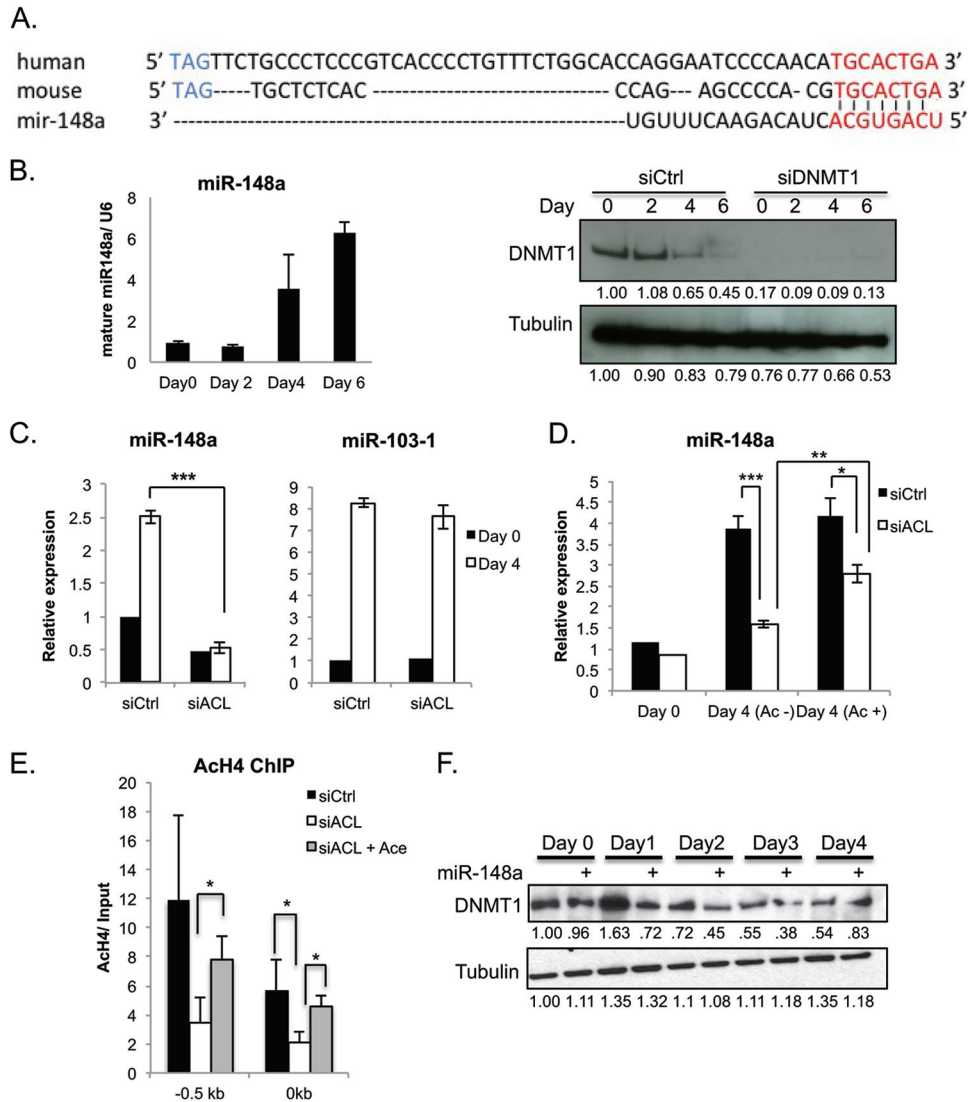 A.
human 5' TAGTTCTGCCCTCCCGTCACCCCTGTTTCTGGCACCAGGAATCCCCAACATGCACTGA 3'
mouse 5' TAG----TGCTCTCAC ----------------------------- CCAG--- AGCCCCA- CGTGCACTGA 3'
mir-148a 3' ------------------------------------------------------UGUUUCAAGACAUCACGUGACU 5'
B.
miR-148a
mature miR148a/ U6
8
6
4
2
0
Day0 Day 2 Day4 Day 6
siCtrl siDNMT1
Day 0 2 4 6 0 2 4 6
DNMT1
1.00 1.08 0.65 0.45 0.17 0.09 0.09 0.13
Tubulin
1.00 0.90 0.83 0.79 0.76 0.77 0.66 0.53
C.
miR-148a
Relative expression
3
2.5
2
1.5
1
0.5
0
***
siCtrl siACL
miR-103-1
9
8
7
6
5
4
3
2
1
0
siCtrl siACL
Day 0
Day 4
D.
miR-148a
Relative expression
5
4.5
4
3.5
3
2.5
2
1.5
1
0.5
0
**
***
*
siCtrl
siACL
Day 0 Day 4 (Ac -) Day 4 (Ac +)
E.
AcH4 ChIP
AcH4/ Input
20
18
16
14
12
10
8
6
4
2
0
siCtrl
siACL
siACL + Ace
*
*
*
-0.5 kb 0kb
F.
Day 0 Day1 Day2 Day3 Day4
miR-148a + + + + +
DNMT1
1.00 .96 1.63 .72 .72 .45 .55 .38 .54 .83
Tubulin
1.00 1.11 1.35 1.32 1.1 1.08 1.11 1.18 1.35 1.18